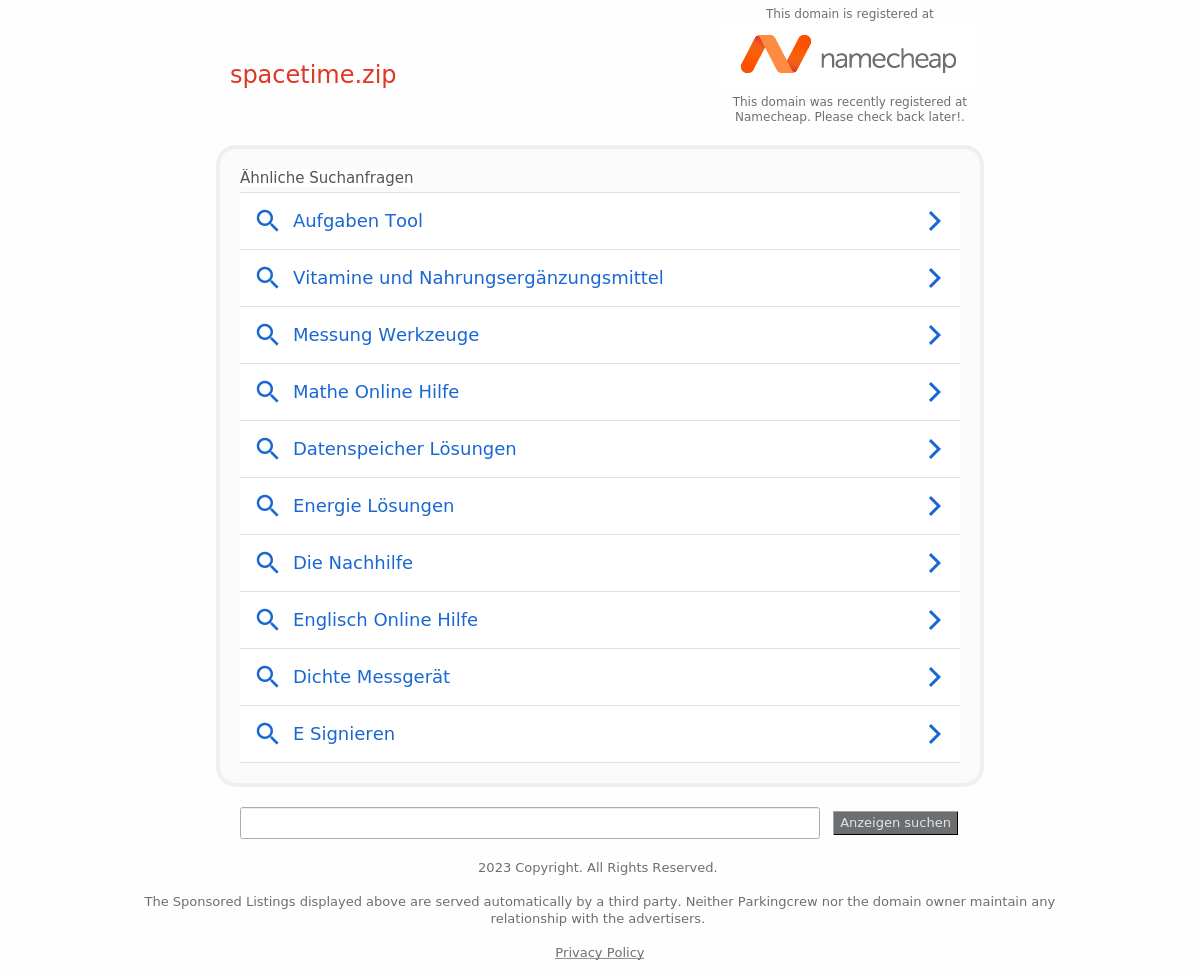 This domain is registered at
namecheap
spacetime.zip
This domain was recently registered at
Namecheap. Please check back later!.
Ähnliche Suchanfragen
Aufgaben Tool
Vitamine und Nahrungsergänzungsmittel
Messung Werkzeuge
Mathe Online Hilfe
Datenspeicher Lösungen
Energie Lösungen
Die Nachhilfe
Englisch Online Hilfe
Dichte Messgerät
E Signieren
Anzeigen suchen
2023 Copyright. All Rights Reserved.
The Sponsored Listings displayed above are served automatically by a third party. Neither Parkingcrew nor the domain owner maintain any
relationship with the advertisers.
Privacy Policy